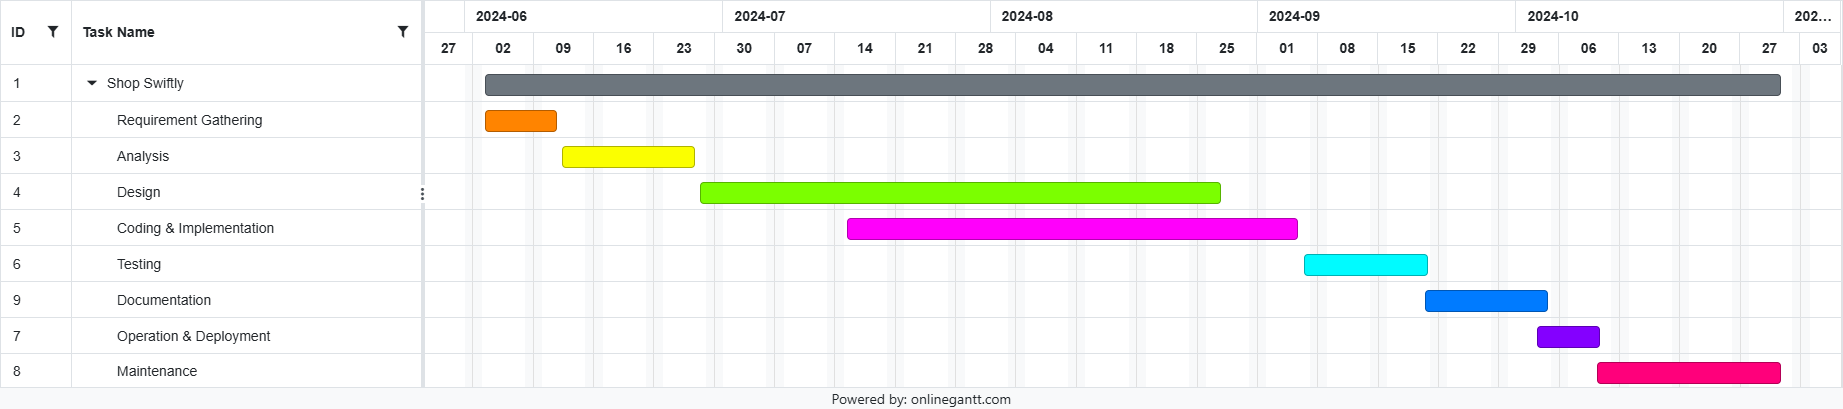 ID Task Name
2024-06 2024-07 2024-08 2024-09 2024-10 202...
27 02 09 16 23 30 07 14 21 28 04 11 18 25 01 08 15 22 29 06 13 20 27 03
1 Shop Swiftly
2 Requirement Gathering
3 Analysis
4 Design
5 Coding & Implementation
6 Testing
9 Documentation
7 Operation & Deployment
8 Maintenance
Powered by: onlinegantt.com